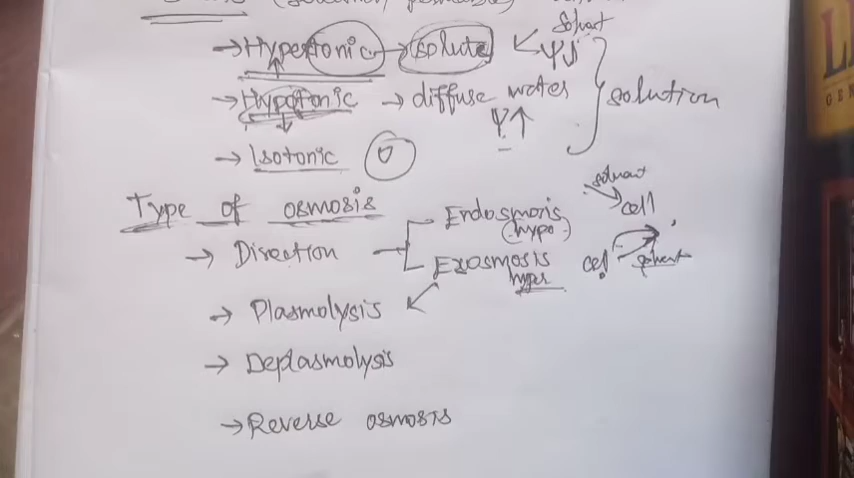 Solvent
→ Hypertonic → solute ψ↓
→ Hypotonic → diffuse water } solution
ψ↑
→ Isotonic 0
solvent
Type of osmosis cell
→ Direction Endosmosis
(hypo)
Exosmosis cell solvent
hyper
→ Plasmolysis
→ Deplasmolysis
→ Reverse osmosis